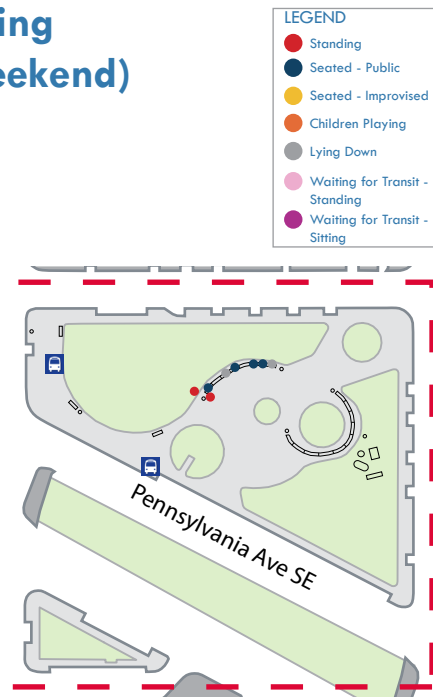 ing
eekend)
LEGEND
Standing
Seated - Public
Seated - Improvised
Children Playing
Lying Down
Waiting for Transit -
Standing
Waiting for Transit -
Sitting
Pennsylvania Ave SE